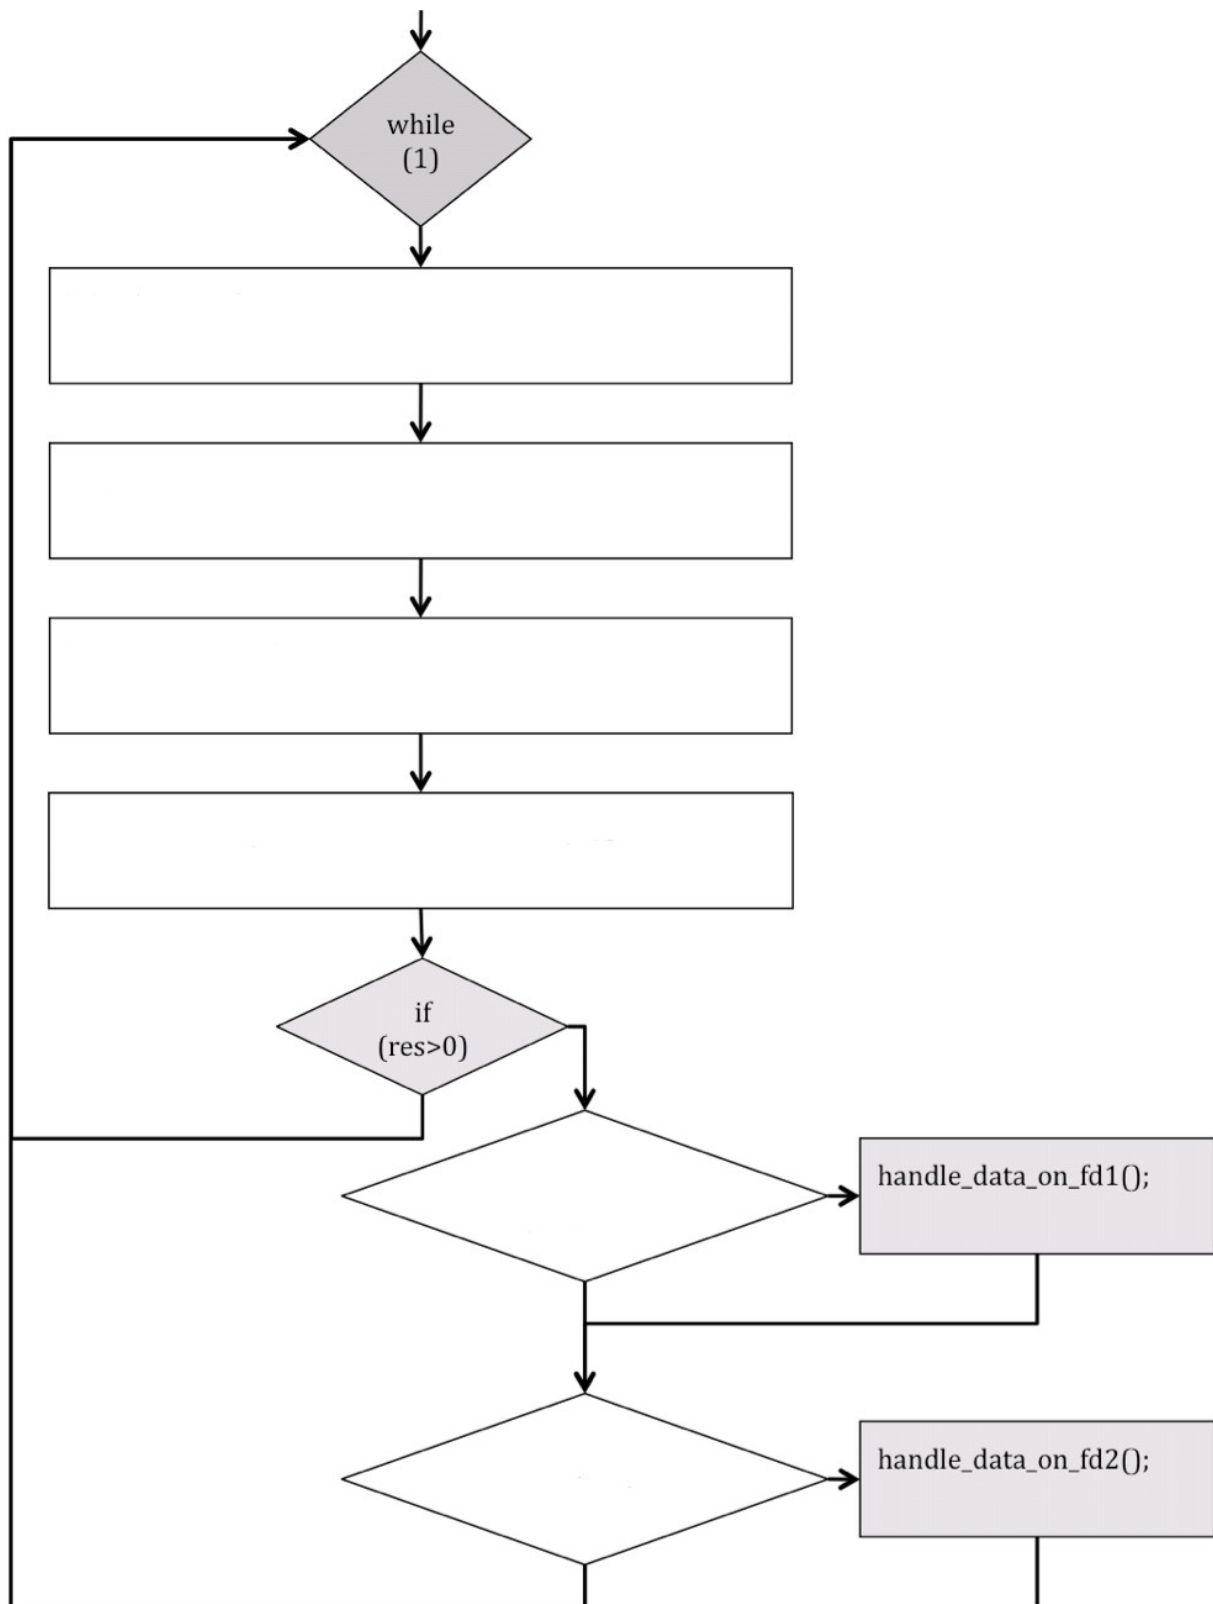 while
(1)
if
(res>0)
handle_data_on_fd1();
handle_data_on_fd2();